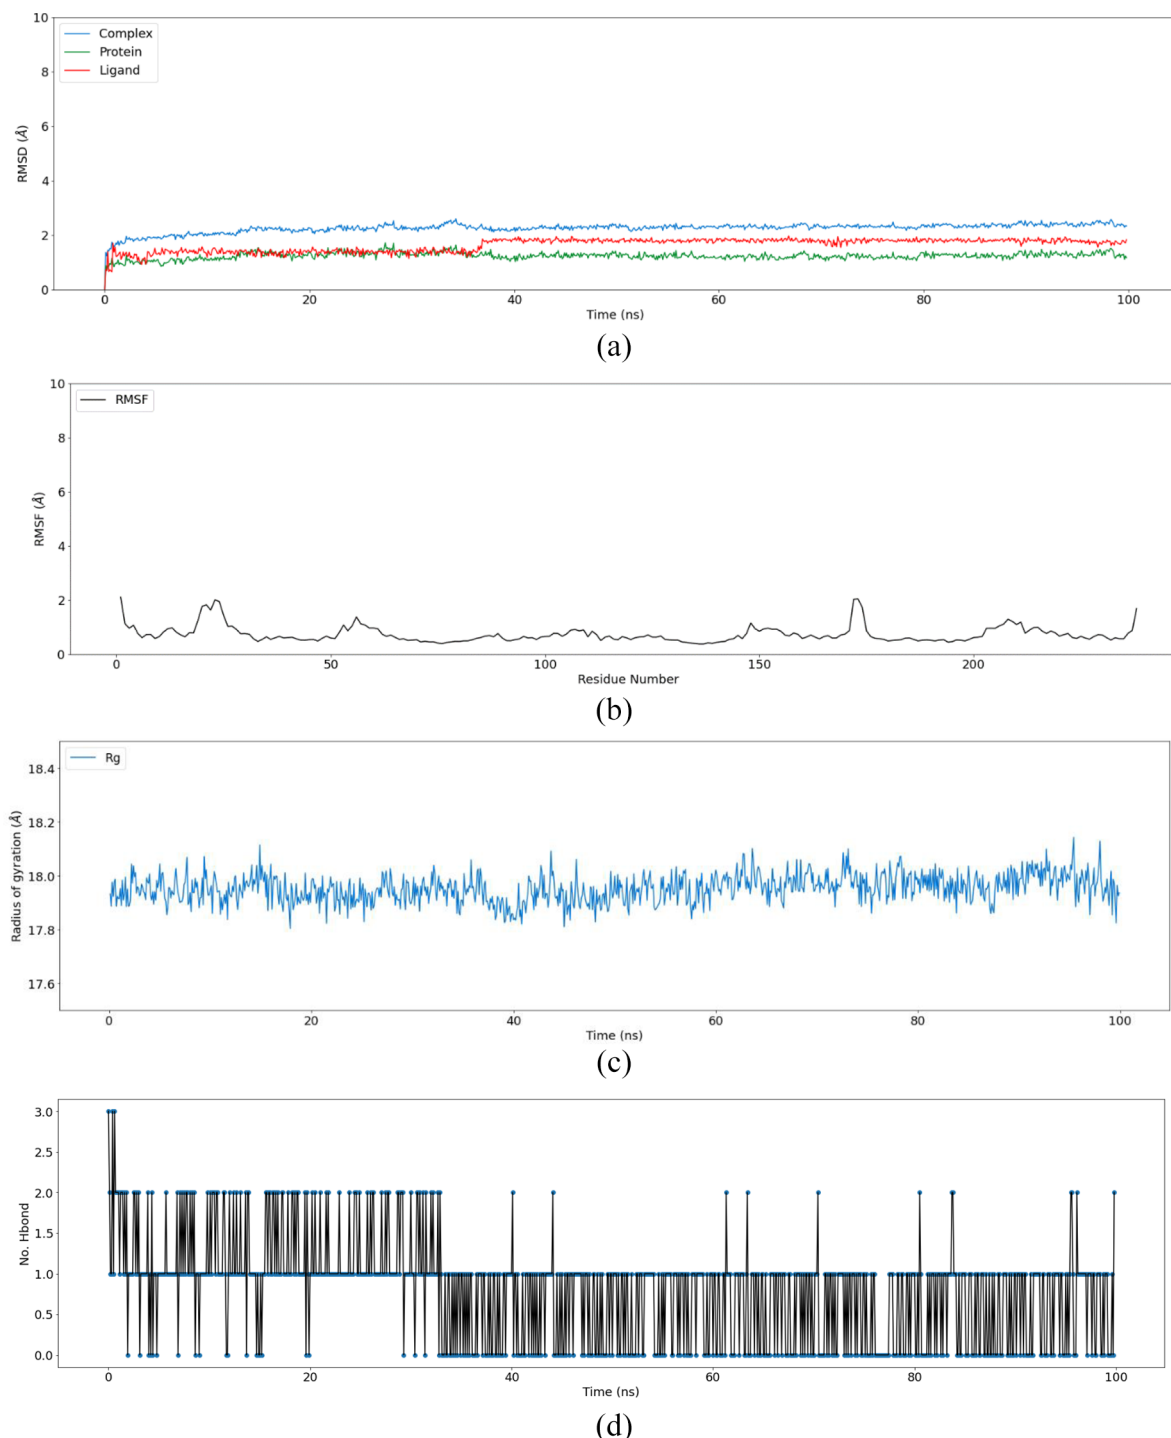 10
Complex
Protein
Ligand
8
6
RMSD (Å)
4
2
0
0 20 40 60 80 100
Time (ns)
(a)
10
RMSF
8
6
RMSF (Å)
4
2
0
0 50 100 150 200
Residue Number
(b)
Rg
18.4
18.2
18.0
Radius of gyration (Å)
17.8
17.6
0 20 40 60 80 100
Time (ns)
(c)
3.0
2.5
2.0
No. Hbond
1.5
1.0
0.5
0.0
0 20 40 60 80 100
Time (ns)
(d)